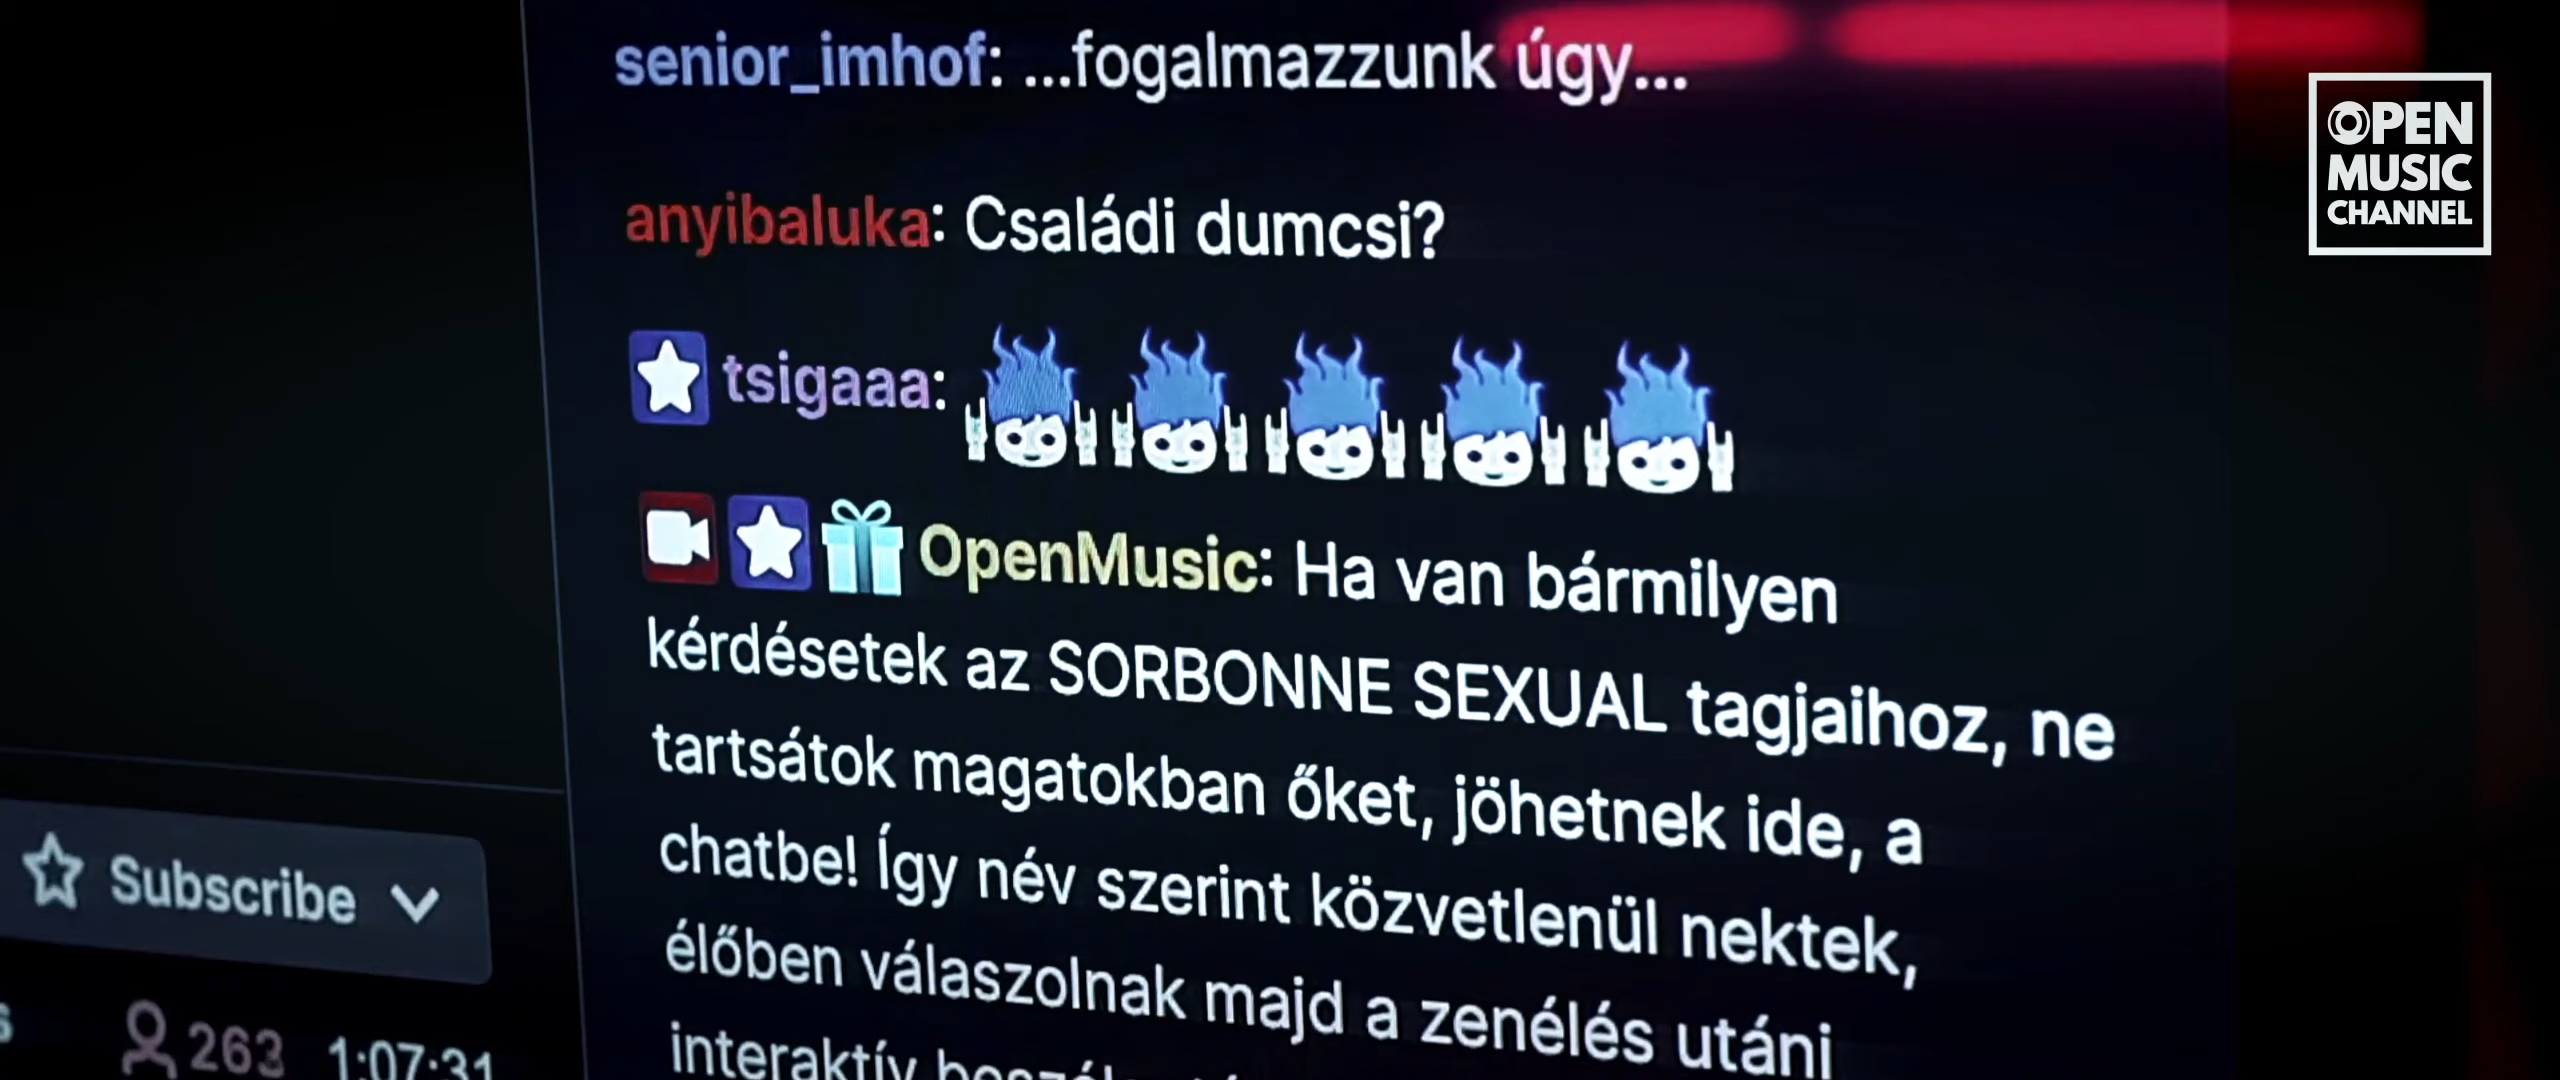 senior_imhof: ...fogalmazzunk úgy...
OPEN
MUSIC
CHANNEL
anyibaluka: Családi dumcsi?
tsigaaa:
OpenMusic: Ha van bármilyen
kérdésetek az SORBONNE SEXUAL tagjaihoz, ne
tartsátok magatokban őket, jöhetnek ide, a
chatbe! Így név szerint közvetlenül nektek,
élőben válaszolnak majd a zenélés utáni
interaktív
Subscribe
263 1:07:31